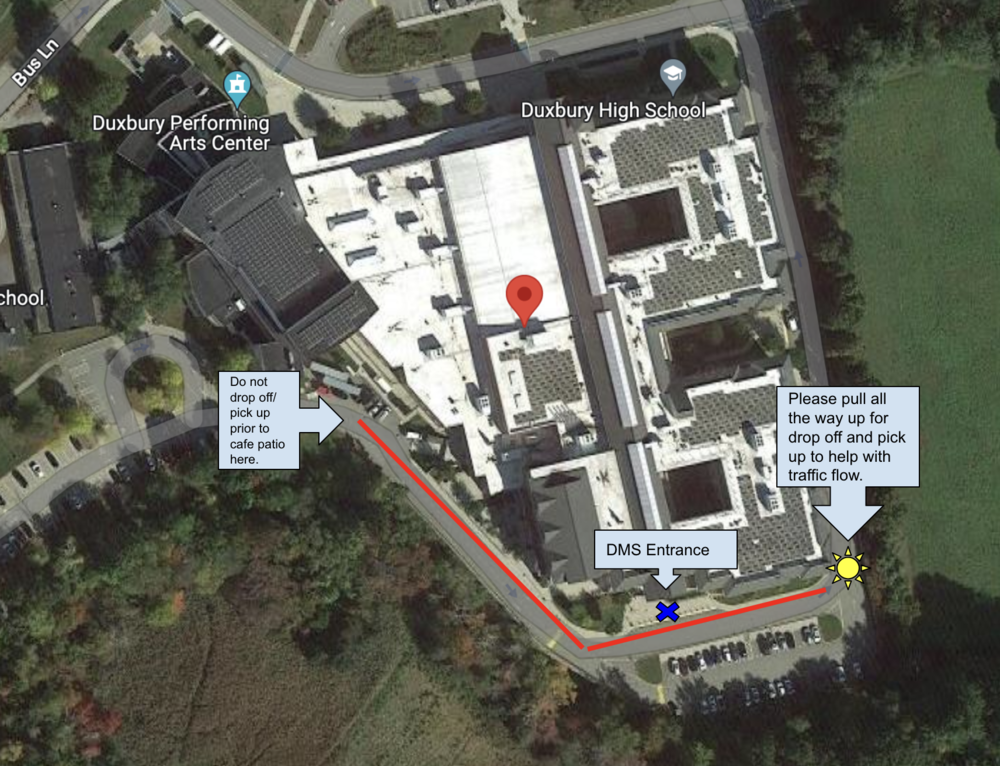 Bus Ln
Duxbury Performing
Arts Center
Duxbury High School
chool
Do not
drop off/
pick up
prior to
cafe patio
here.
Please pull all
the way up for
drop off and pick
up to help with
traffic flow.
DMS Entrance